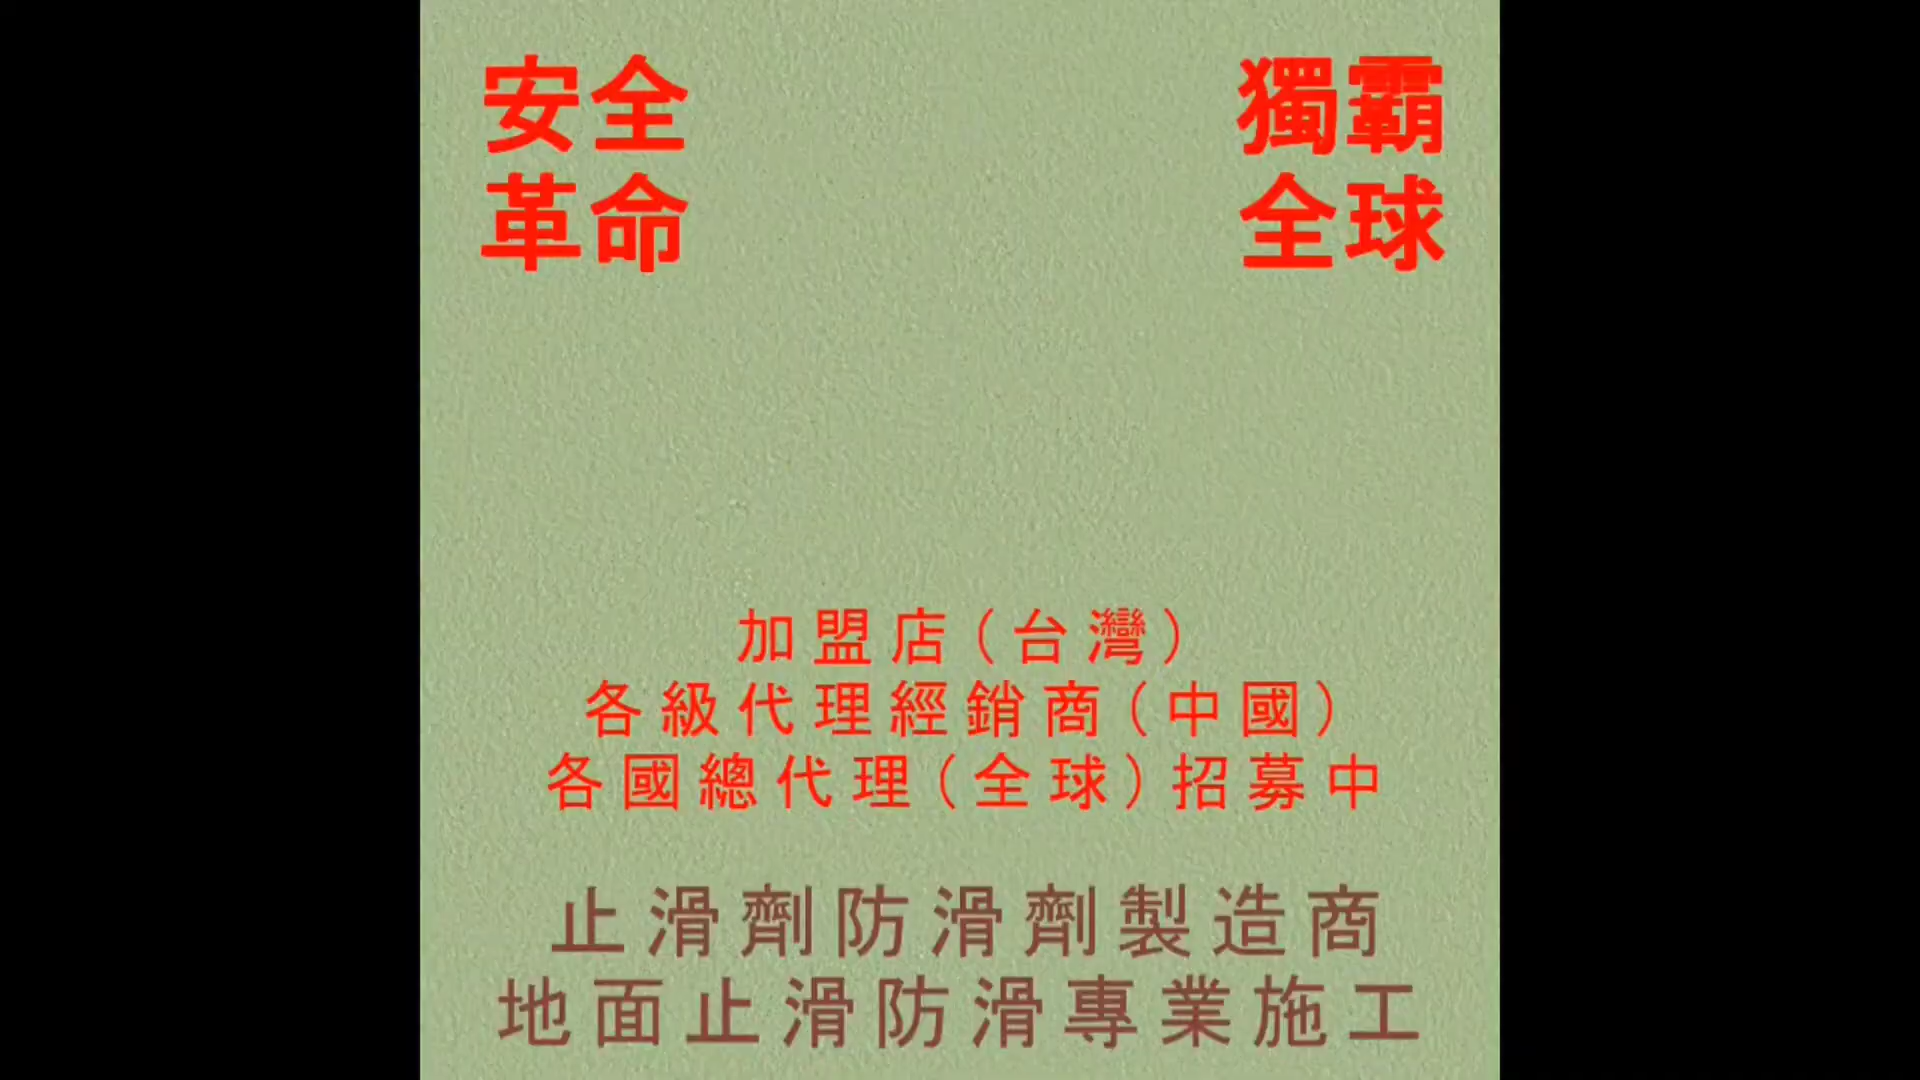 安全
革命
獨霸
全球
加盟店(台灣)
各級代理經銷商(中國)
各國總代理(全球)招募中
止滑劑防滑劑製造商
地面止滑防滑專業施工